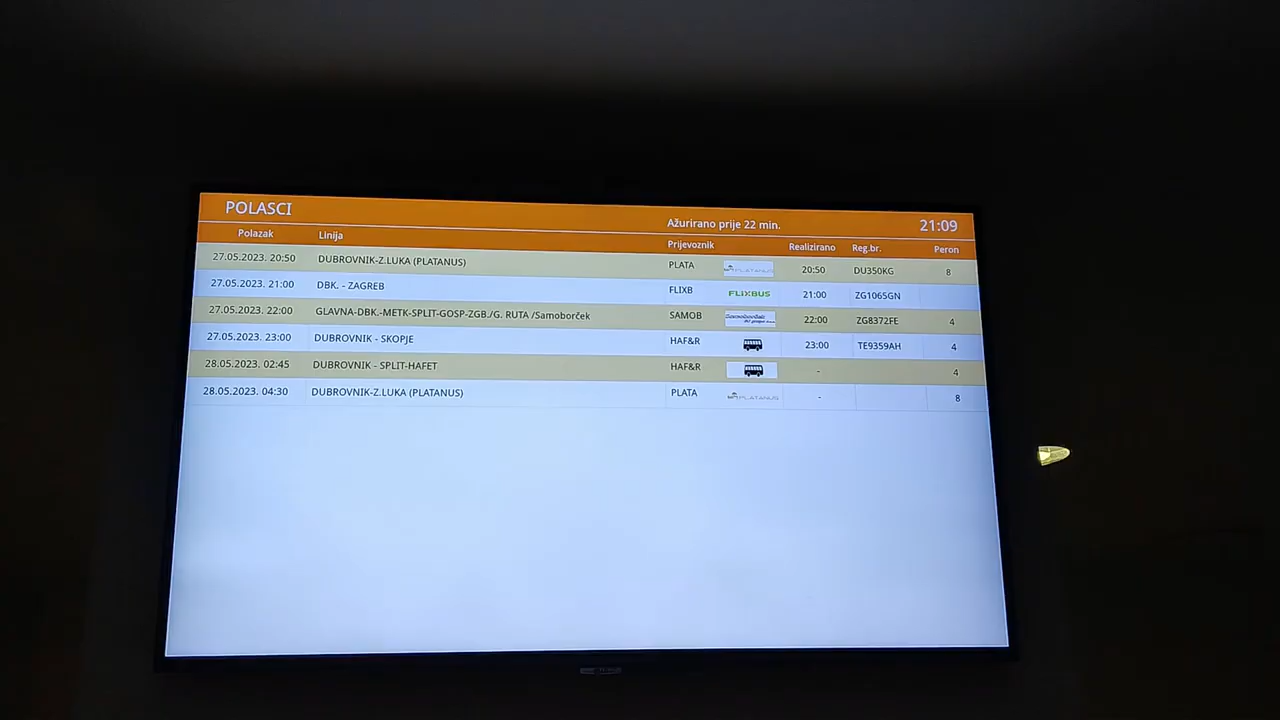 POLASCI Ažurirano prije 22 min. 21:09
Polazak Linija Prijevoznik Realizirano Reg.br. Peron
27.05.2023. 20:50 DUBROVNIK-Z.LUKA (PLATANUS) PLATA PLATANUS 20:50 DU350KG 8
27.05.2023. 21:00 DBK. - ZAGREB FLIXB FLiXBUS 21:00 ZG1065GN
27.05.2023. 22:00 GLAVNA-DBK.-METK-SPLIT-GOSP-ZGB./G. RUTA /Samoborček SAMOB Samoborček 22:00 ZG8372FE 4
27.05.2023. 23:00 DUBROVNIK - SKOPJE HAF&R 23:00 TE9359AH 4
28.05.2023. 02:45 DUBROVNIK - SPLIT-HAFET HAF&R - 4
28.05.2023. 04:30 DUBROVNIK-Z.LUKA (PLATANUS) PLATA PLATANUS - 8